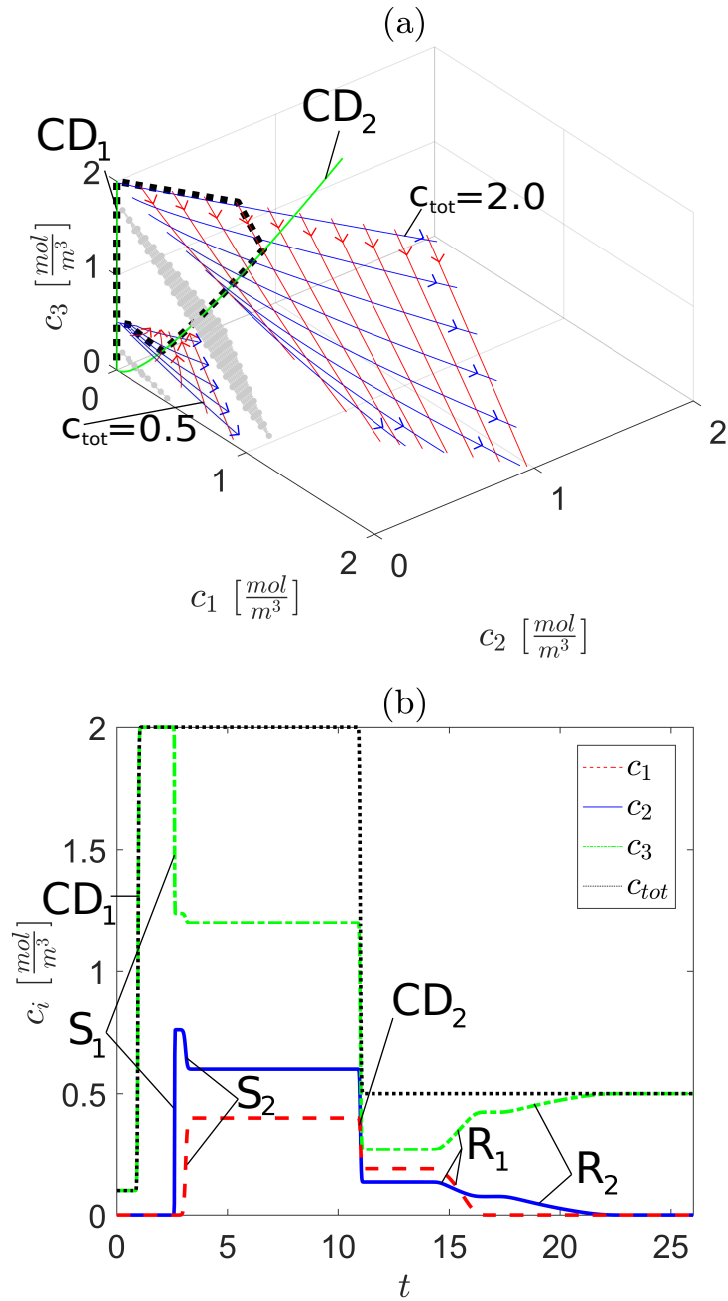 (a)
CD₂
CD₁
2
c_tot=2.0
1
c₃ [mol/m³]
0
0
c_tot=0.5
1
2
1
2
0
c₁ [mol/m³]
c₂ [mol/m³]
(b)
2
c₁
c₂
1.5
c₃
c_tot
CD₁
1
c_i [mol/m³]
CD₂
S₁
0.5
S₂
R₁
R₂
0
0 5 10 15 20 25
t